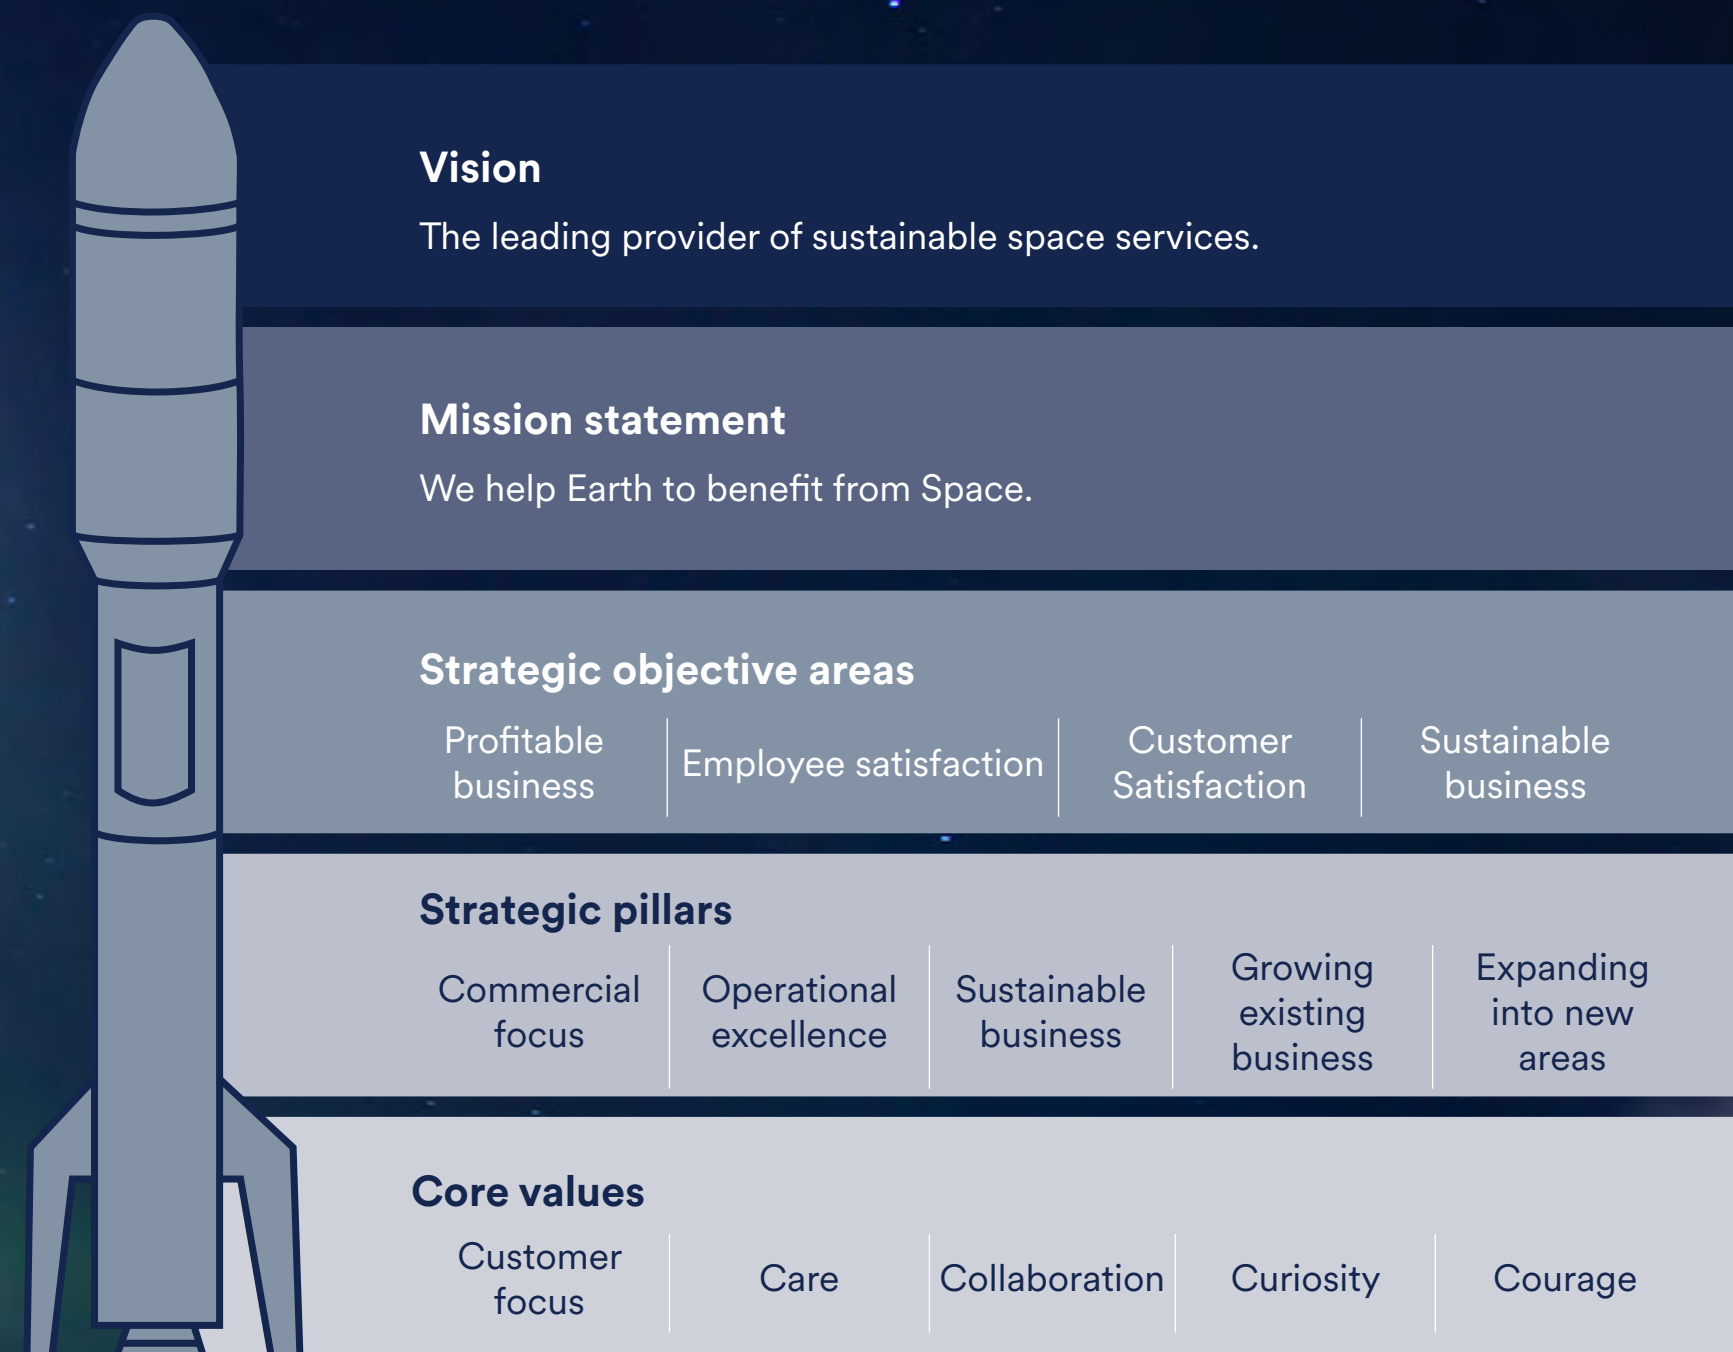 Vision
The leading provider of sustainable space services.
Mission statement
We help Earth to benefit from Space.
Strategic objective areas
Profitable
business
Employee satisfaction
Customer
Satisfaction
Sustainable
business
Strategic pillars
Commercial
focus
Operational
excellence
Sustainable
business
Growing
existing
business
Expanding
into new
areas
Core values
Customer
focus
Care
Collaboration
Curiosity
Courage